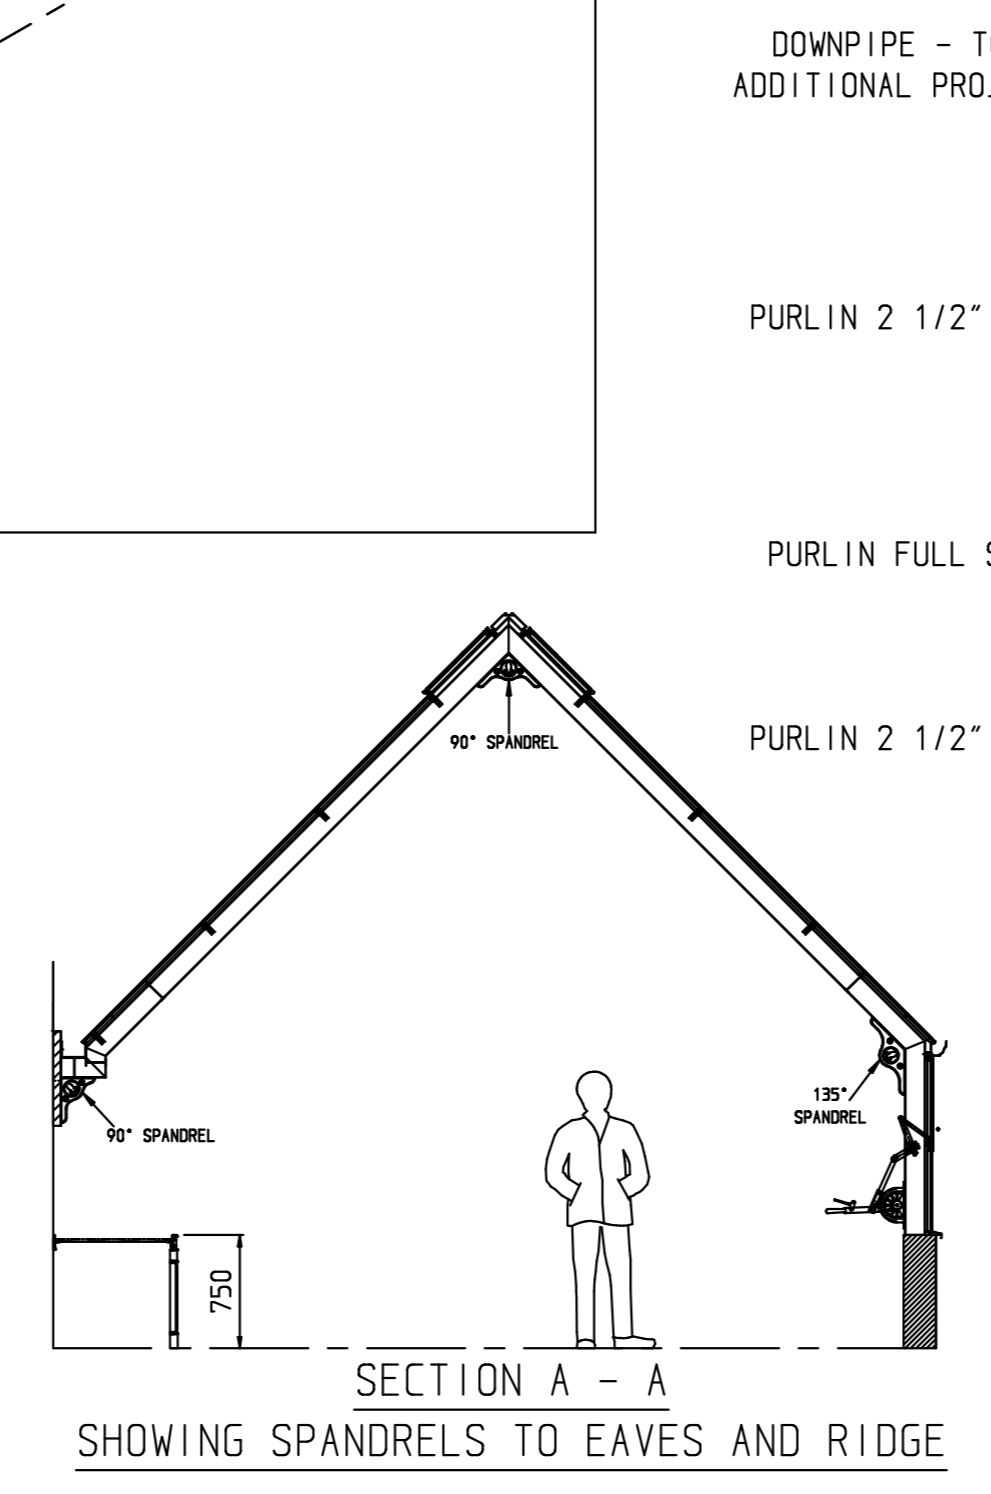 DOWNPIPE -
ADDITIONAL
PURLIN 2 1/2"
PURLIN FULL
PURLIN 2 1/2"
90° SPANDREL
135°
SPANDREL
90° SPANDREL
750
SECTION A - A
SHOWING SPANDRELS TO EAVES AND RIDGE